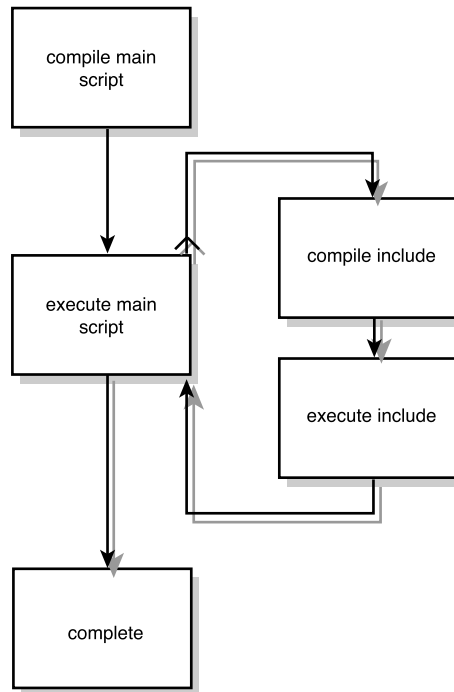 compile main
script
compile include
execute main
script
execute include
complete